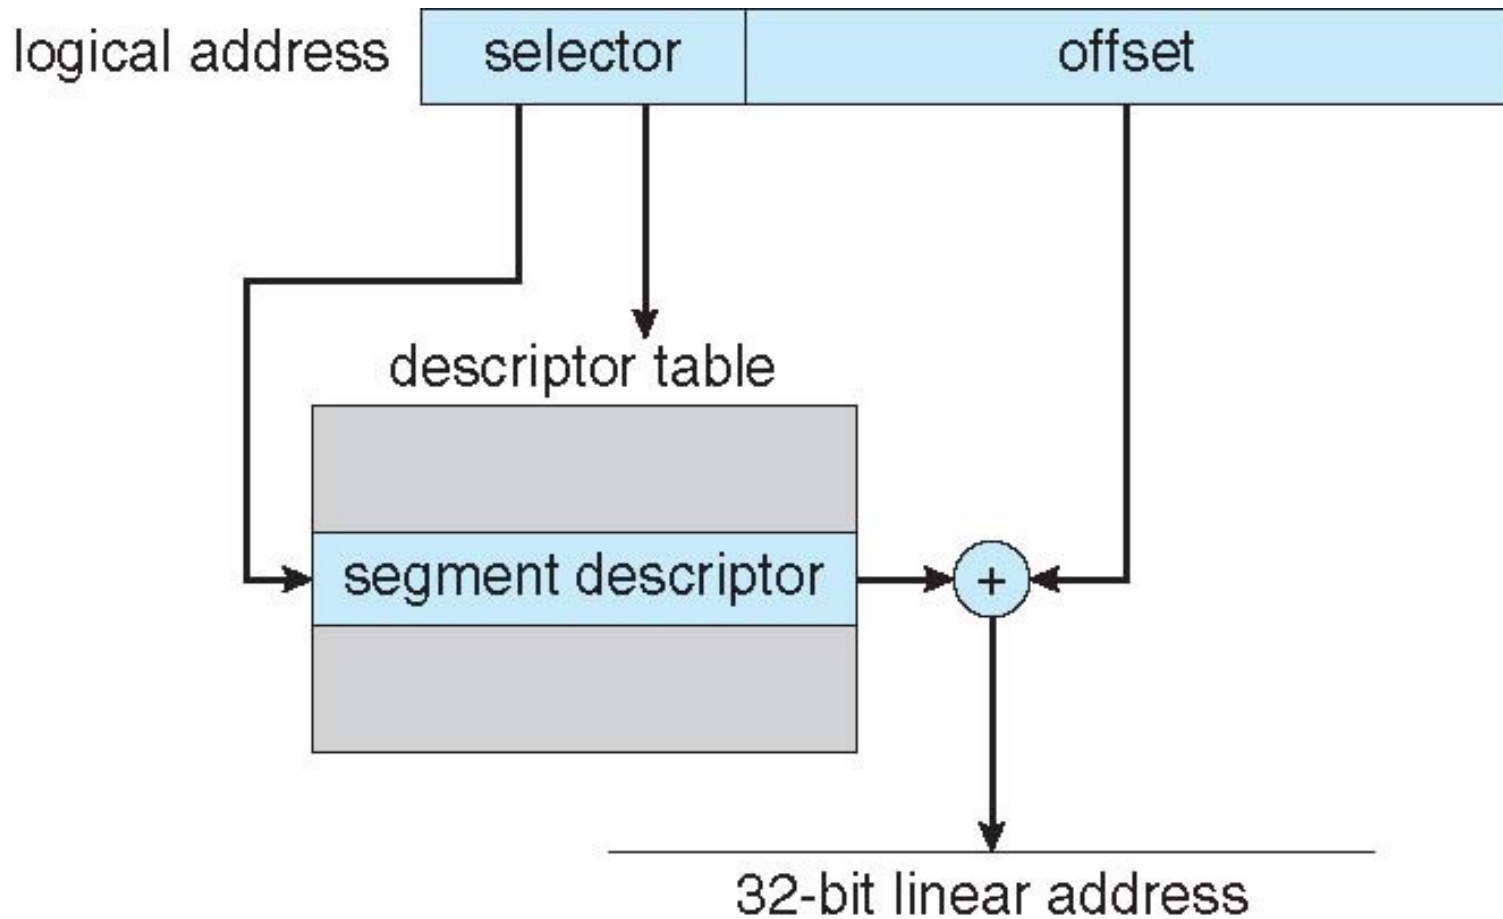 logical address selector offset
descriptor table
segment descriptor +
32-bit linear address